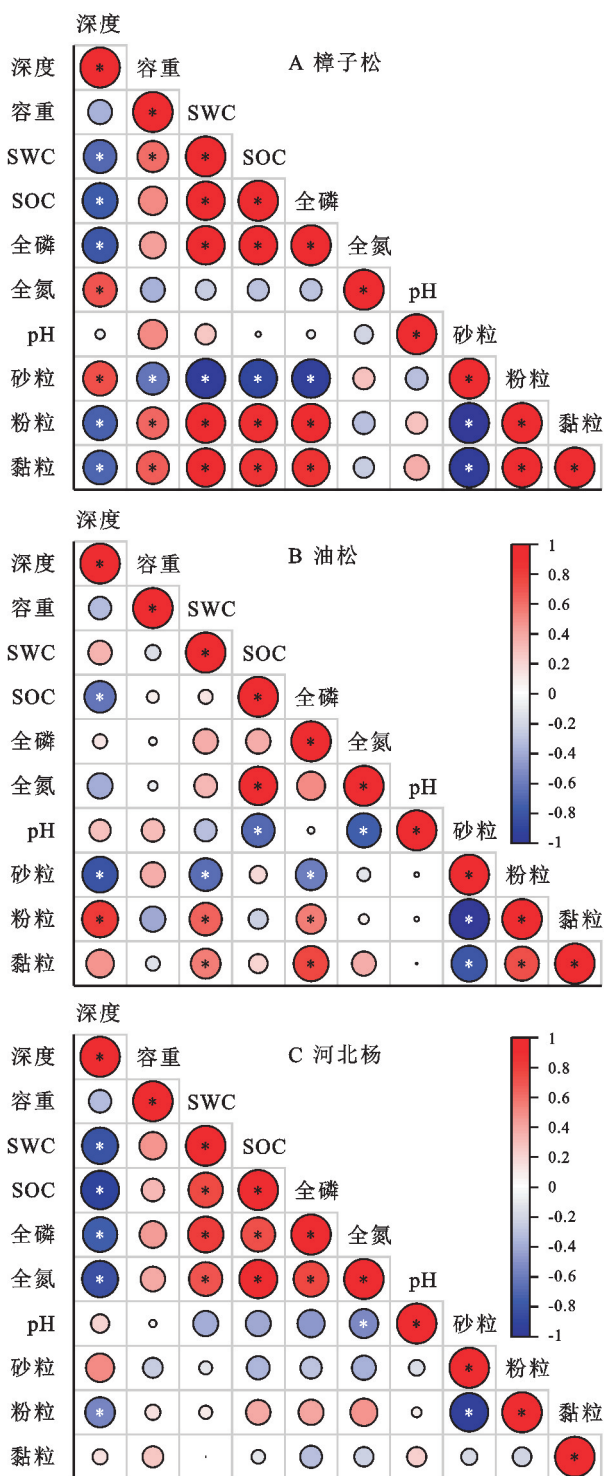 深度
深度 容重 A 樟子松
容重 * SWC
SWC * * * SOC
SOC * * * 全磷
全磷 * * * * 全氮
全氮 * * pH
pH * 砂粒
砂粒 * * * * * * 粉粒
粉粒 * * * * * * * 黏粒
黏粒 * * * * * * * *
深度
深度 * 容重 B 油松
容重 * SWC
SWC * SOC
SOC * * 全磷
全磷 * 全氮
全氮 * * pH
pH * * * 砂粒
砂粒 * * * * 粉粒
粉粒 * * * * * 黏粒
黏粒 * * * * *
1
0.8
0.6
0.4
0.2
0
-0.2
-0.4
-0.6
-0.8
-1
深度
深度 * 容重 C 河北杨
容重 * SWC
SWC * * SOC
SOC * * * 全磷
全磷 * * * * 全氮
全氮 * * * * * pH
pH * * 砂粒
砂粒 * 粉粒
粉粒 * * * 黏粒
黏粒 *
1
0.8
0.6
0.4
0.2
0
-0.2
-0.4
-0.6
-0.8
-1